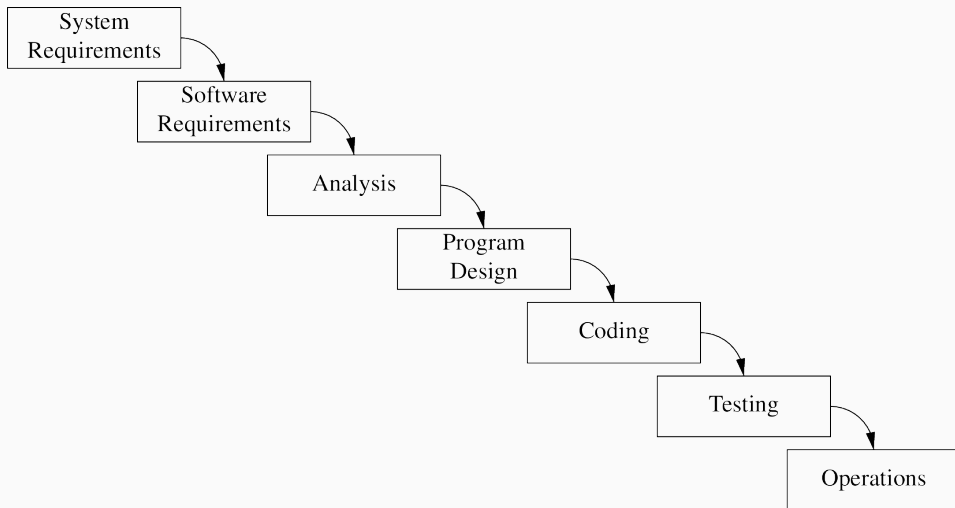 System
Requirements
Software
Requirements
Analysis
Program
Design
Coding
Testing
Operations